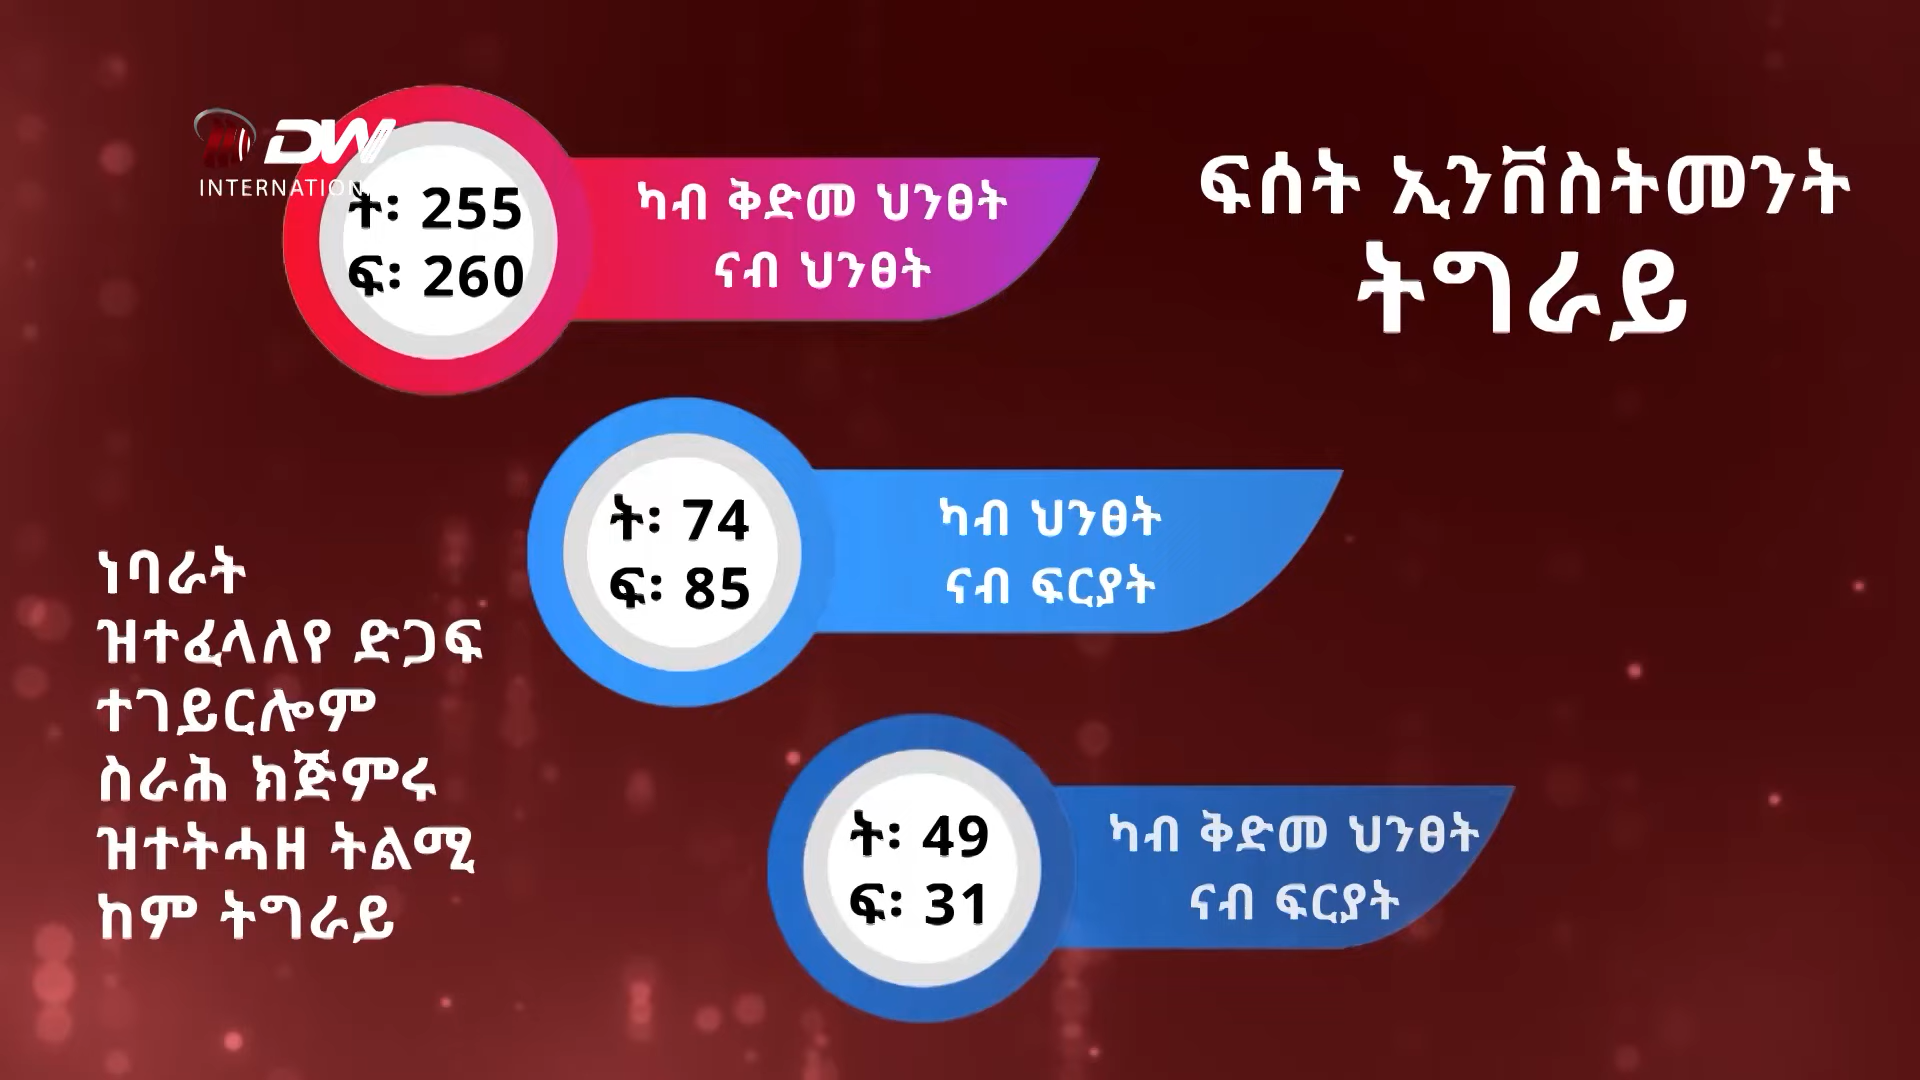 DW
INTERNATION
ት፡ 255
ፍ፡ 260
ካብ ቅድመ ህንፀት
ናብ ህንፀት
ፍሰት ኢንቨስትመንት
ትግራይ
ት፡ 74
ፍ፡ 85
ካብ ህንፀት
ናብ ፍርያት
ነባራት
ዝተፈላለየ ድጋፍ
ተገይርሎም
ስራሕ ክጅምሩ
ዝተትሓዘ ትልሚ
ከም ትግራይ
ት፡ 49
ፍ፡ 31
ካብ ቅድመ ህንፀት
ናብ ፍርያት